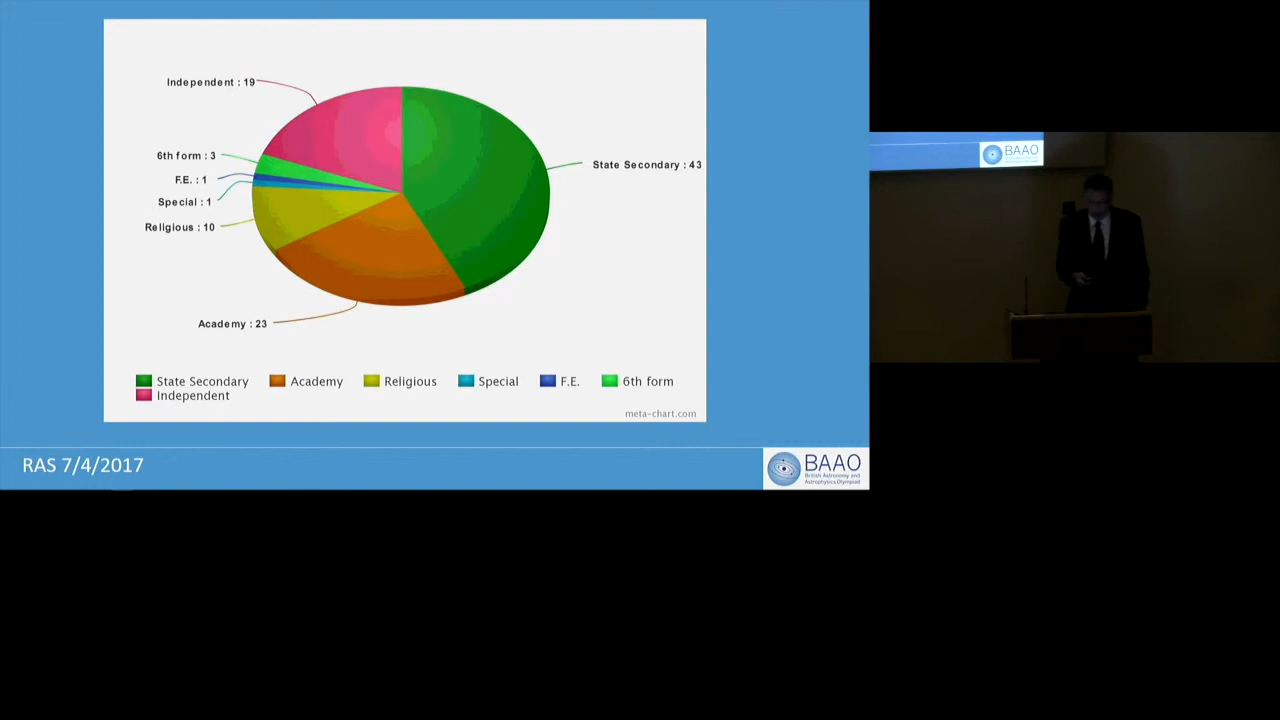 Independent : 19
6th form : 3
State Secondary : 43
F.E. : 1
Special : 1
Religious : 10
Academy : 23
State Secondary
Academy
Religious
Special
F.E.
6th form
Independent
meta-chart.com
RAS 7/4/2017
BAAO
British Astronomy and
Astrophysics Olympiad
BAAO